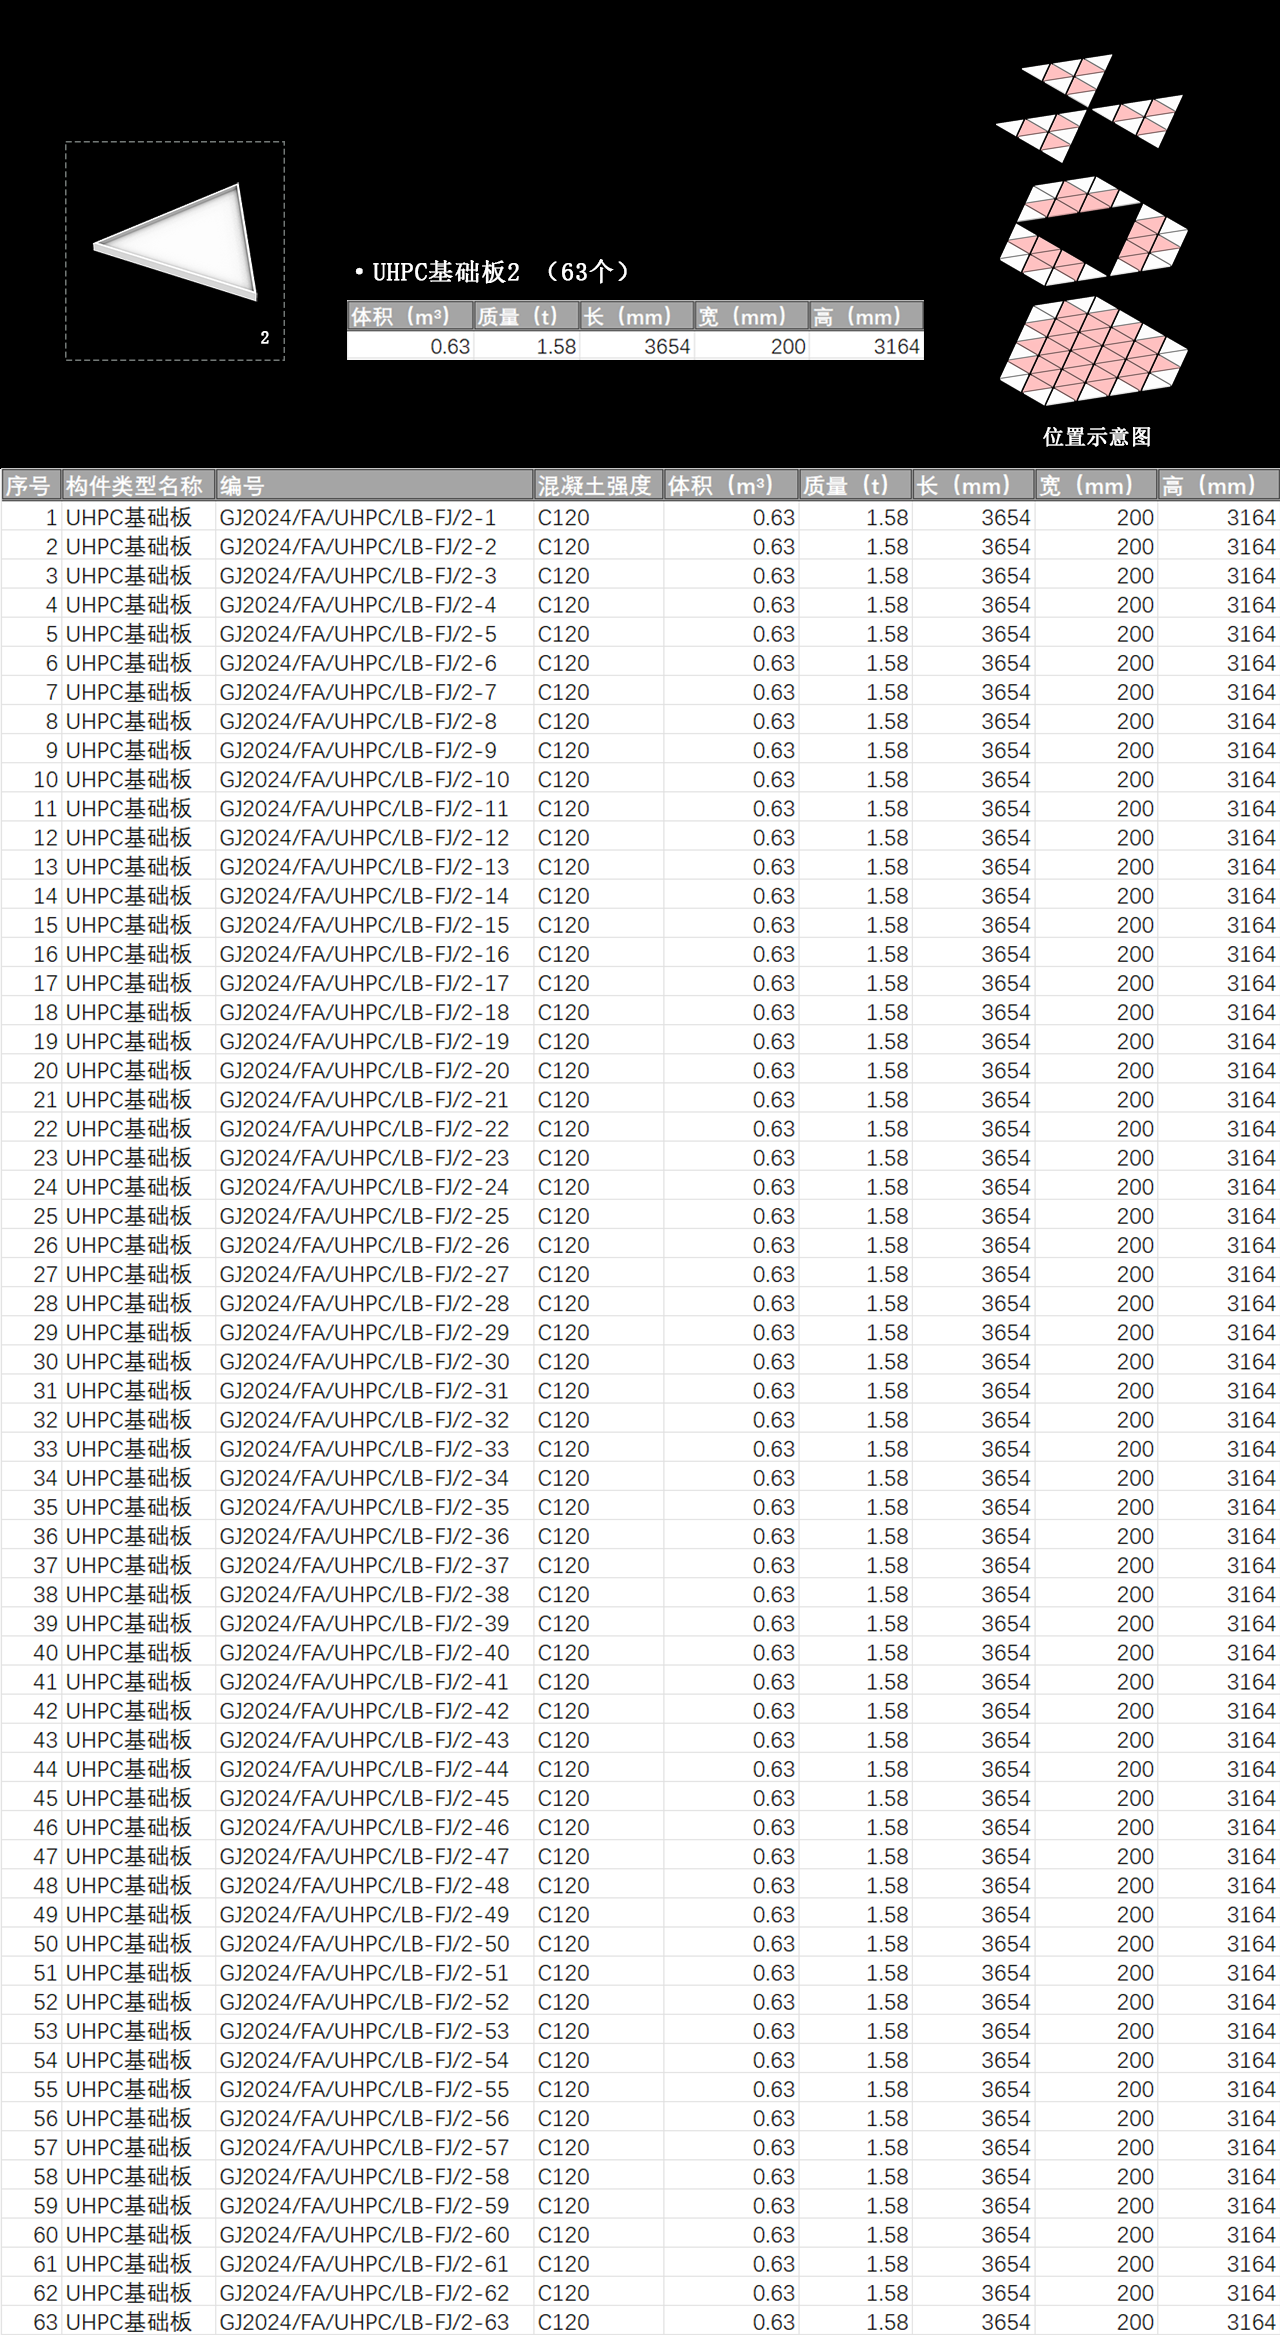 • UHPC基础板2 （63个）
体积（m³） 质量（t） 长（mm） 宽（mm） 高（mm）
0.63 1.58 3654 200 3164
2
位置示意图
序号 构件类型名称 编号 混凝土强度 体积（m³） 质量（t） 长（mm） 宽（mm） 高（mm）
1 UHPC基础板 GJ2024/FA/UHPC/LB-FJ/2-1 C120 0.63 1.58 3654 200 3164
2 UHPC基础板 GJ2024/FA/UHPC/LB-FJ/2-2 C120 0.63 1.58 3654 200 3164
3 UHPC基础板 GJ2024/FA/UHPC/LB-FJ/2-3 C120 0.63 1.58 3654 200 3164
4 UHPC基础板 GJ2024/FA/UHPC/LB-FJ/2-4 C120 0.63 1.58 3654 200 3164
5 UHPC基础板 GJ2024/FA/UHPC/LB-FJ/2-5 C120 0.63 1.58 3654 200 3164
6 UHPC基础板 GJ2024/FA/UHPC/LB-FJ/2-6 C120 0.63 1.58 3654 200 3164
7 UHPC基础板 GJ2024/FA/UHPC/LB-FJ/2-7 C120 0.63 1.58 3654 200 3164
8 UHPC基础板 GJ2024/FA/UHPC/LB-FJ/2-8 C120 0.63 1.58 3654 200 3164
9 UHPC基础板 GJ2024/FA/UHPC/LB-FJ/2-9 C120 0.63 1.58 3654 200 3164
10 UHPC基础板 GJ2024/FA/UHPC/LB-FJ/2-10 C120 0.63 1.58 3654 200 3164
11 UHPC基础板 GJ2024/FA/UHPC/LB-FJ/2-11 C120 0.63 1.58 3654 200 3164
12 UHPC基础板 GJ2024/FA/UHPC/LB-FJ/2-12 C120 0.63 1.58 3654 200 3164
13 UHPC基础板 GJ2024/FA/UHPC/LB-FJ/2-13 C120 0.63 1.58 3654 200 3164
14 UHPC基础板 GJ2024/FA/UHPC/LB-FJ/2-14 C120 0.63 1.58 3654 200 3164
15 UHPC基础板 GJ2024/FA/UHPC/LB-FJ/2-15 C120 0.63 1.58 3654 200 3164
16 UHPC基础板 GJ2024/FA/UHPC/LB-FJ/2-16 C120 0.63 1.58 3654 200 3164
17 UHPC基础板 GJ2024/FA/UHPC/LB-FJ/2-17 C120 0.63 1.58 3654 200 3164
18 UHPC基础板 GJ2024/FA/UHPC/LB-FJ/2-18 C120 0.63 1.58 3654 200 3164
19 UHPC基础板 GJ2024/FA/UHPC/LB-FJ/2-19 C120 0.63 1.58 3654 200 3164
20 UHPC基础板 GJ2024/FA/UHPC/LB-FJ/2-20 C120 0.63 1.58 3654 200 3164
21 UHPC基础板 GJ2024/FA/UHPC/LB-FJ/2-21 C120 0.63 1.58 3654 200 3164
22 UHPC基础板 GJ2024/FA/UHPC/LB-FJ/2-22 C120 0.63 1.58 3654 200 3164
23 UHPC基础板 GJ2024/FA/UHPC/LB-FJ/2-23 C120 0.63 1.58 3654 200 3164
24 UHPC基础板 GJ2024/FA/UHPC/LB-FJ/2-24 C120 0.63 1.58 3654 200 3164
25 UHPC基础板 GJ2024/FA/UHPC/LB-FJ/2-25 C120 0.63 1.58 3654 200 3164
26 UHPC基础板 GJ2024/FA/UHPC/LB-FJ/2-26 C120 0.63 1.58 3654 200 3164
27 UHPC基础板 GJ2024/FA/UHPC/LB-FJ/2-27 C120 0.63 1.58 3654 200 3164
28 UHPC基础板 GJ2024/FA/UHPC/LB-FJ/2-28 C120 0.63 1.58 3654 200 3164
29 UHPC基础板 GJ2024/FA/UHPC/LB-FJ/2-29 C120 0.63 1.58 3654 200 3164
30 UHPC基础板 GJ2024/FA/UHPC/LB-FJ/2-30 C120 0.63 1.58 3654 200 3164
31 UHPC基础板 GJ2024/FA/UHPC/LB-FJ/2-31 C120 0.63 1.58 3654 200 3164
32 UHPC基础板 GJ2024/FA/UHPC/LB-FJ/2-32 C120 0.63 1.58 3654 200 3164
33 UHPC基础板 GJ2024/FA/UHPC/LB-FJ/2-33 C120 0.63 1.58 3654 200 3164
34 UHPC基础板 GJ2024/FA/UHPC/LB-FJ/2-34 C120 0.63 1.58 3654 200 3164
35 UHPC基础板 GJ2024/FA/UHPC/LB-FJ/2-35 C120 0.63 1.58 3654 200 3164
36 UHPC基础板 GJ2024/FA/UHPC/LB-FJ/2-36 C120 0.63 1.58 3654 200 3164
37 UHPC基础板 GJ2024/FA/UHPC/LB-FJ/2-37 C120 0.63 1.58 3654 200 3164
38 UHPC基础板 GJ2024/FA/UHPC/LB-FJ/2-38 C120 0.63 1.58 3654 200 3164
39 UHPC基础板 GJ2024/FA/UHPC/LB-FJ/2-39 C120 0.63 1.58 3654 200 3164
40 UHPC基础板 GJ2024/FA/UHPC/LB-FJ/2-40 C120 0.63 1.58 3654 200 3164
41 UHPC基础板 GJ2024/FA/UHPC/LB-FJ/2-41 C120 0.63 1.58 3654 200 3164
42 UHPC基础板 GJ2024/FA/UHPC/LB-FJ/2-42 C120 0.63 1.58 3654 200 3164
43 UHPC基础板 GJ2024/FA/UHPC/LB-FJ/2-43 C120 0.63 1.58 3654 200 3164
44 UHPC基础板 GJ2024/FA/UHPC/LB-FJ/2-44 C120 0.63 1.58 3654 200 3164
45 UHPC基础板 GJ2024/FA/UHPC/LB-FJ/2-45 C120 0.63 1.58 3654 200 3164
46 UHPC基础板 GJ2024/FA/UHPC/LB-FJ/2-46 C120 0.63 1.58 3654 200 3164
47 UHPC基础板 GJ2024/FA/UHPC/LB-FJ/2-47 C120 0.63 1.58 3654 200 3164
48 UHPC基础板 GJ2024/FA/UHPC/LB-FJ/2-48 C120 0.63 1.58 3654 200 3164
49 UHPC基础板 GJ2024/FA/UHPC/LB-FJ/2-49 C120 0.63 1.58 3654 200 3164
50 UHPC基础板 GJ2024/FA/UHPC/LB-FJ/2-50 C120 0.63 1.58 3654 200 3164
51 UHPC基础板 GJ2024/FA/UHPC/LB-FJ/2-51 C120 0.63 1.58 3654 200 3164
52 UHPC基础板 GJ2024/FA/UHPC/LB-FJ/2-52 C120 0.63 1.58 3654 200 3164
53 UHPC基础板 GJ2024/FA/UHPC/LB-FJ/2-53 C120 0.63 1.58 3654 200 3164
54 UHPC基础板 GJ2024/FA/UHPC/LB-FJ/2-54 C120 0.63 1.58 3654 200 3164
55 UHPC基础板 GJ2024/FA/UHPC/LB-FJ/2-55 C120 0.63 1.58 3654 200 3164
56 UHPC基础板 GJ2024/FA/UHPC/LB-FJ/2-56 C120 0.63 1.58 3654 200 3164
57 UHPC基础板 GJ2024/FA/UHPC/LB-FJ/2-57 C120 0.63 1.58 3654 200 3164
58 UHPC基础板 GJ2024/FA/UHPC/LB-FJ/2-58 C120 0.63 1.58 3654 200 3164
59 UHPC基础板 GJ2024/FA/UHPC/LB-FJ/2-59 C120 0.63 1.58 3654 200 3164
60 UHPC基础板 GJ2024/FA/UHPC/LB-FJ/2-60 C120 0.63 1.58 3654 200 3164
61 UHPC基础板 GJ2024/FA/UHPC/LB-FJ/2-61 C120 0.63 1.58 3654 200 3164
62 UHPC基础板 GJ2024/FA/UHPC/LB-FJ/2-62 C120 0.63 1.58 3654 200 3164
63 UHPC基础板 GJ2024/FA/UHPC/LB-FJ/2-63 C120 0.63 1.58 3654 200 3164